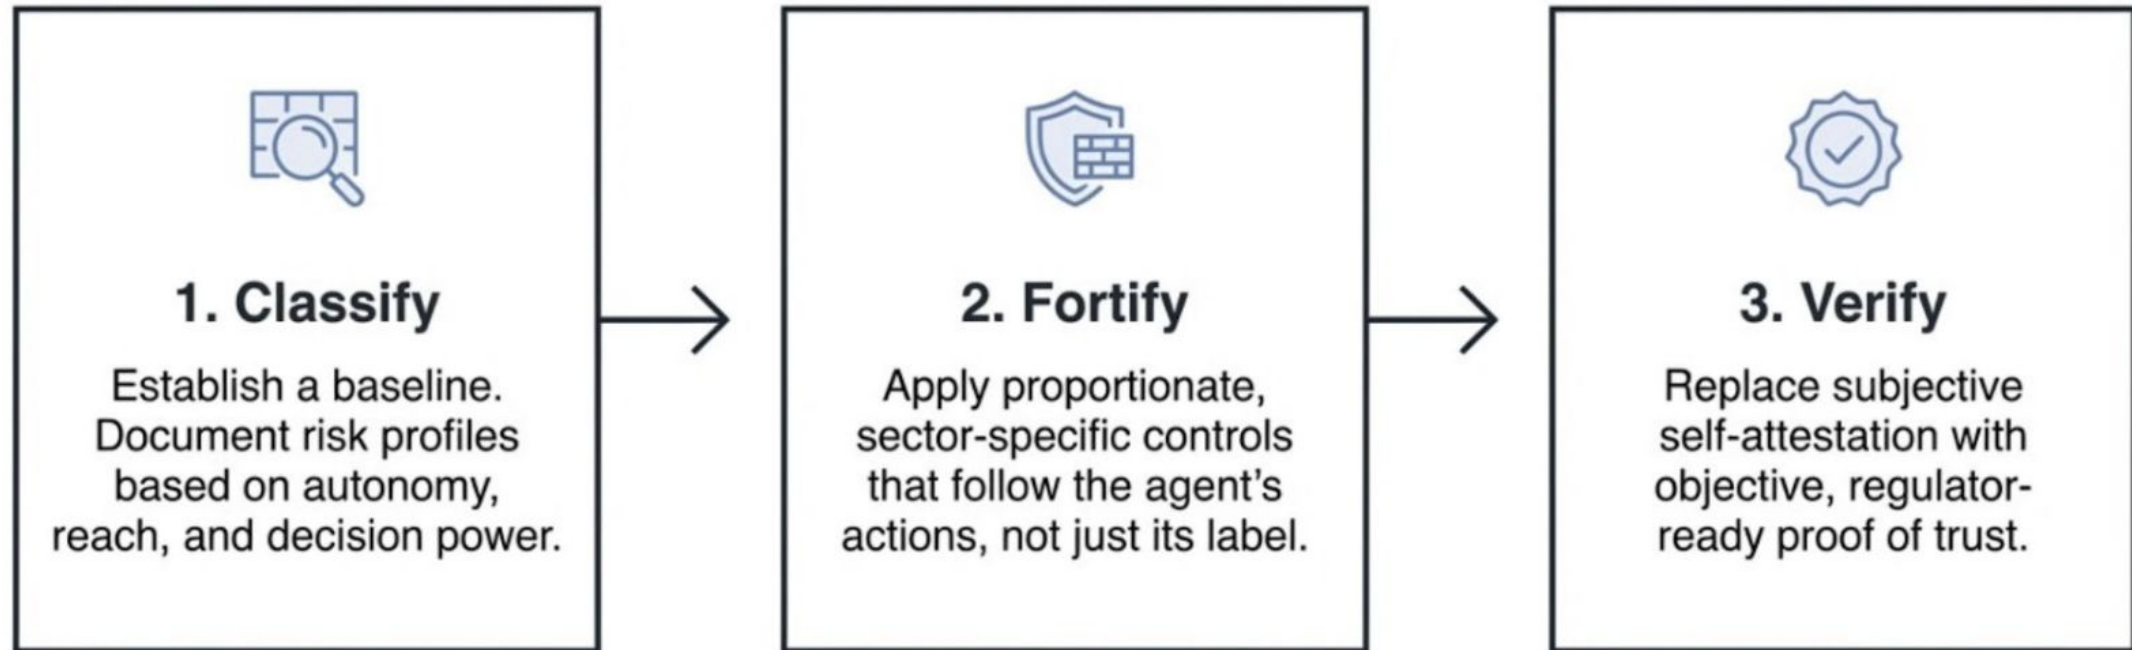 1. Classify
Establish a baseline.
Document risk profiles
based on autonomy,
reach, and decision power.
2. Fortify
Apply proportionate,
sector-specific controls
that follow the agent’s
actions, not just its label.
3. Verify
Replace subjective
self-attestation with
objective, regulator-
ready proof of trust.